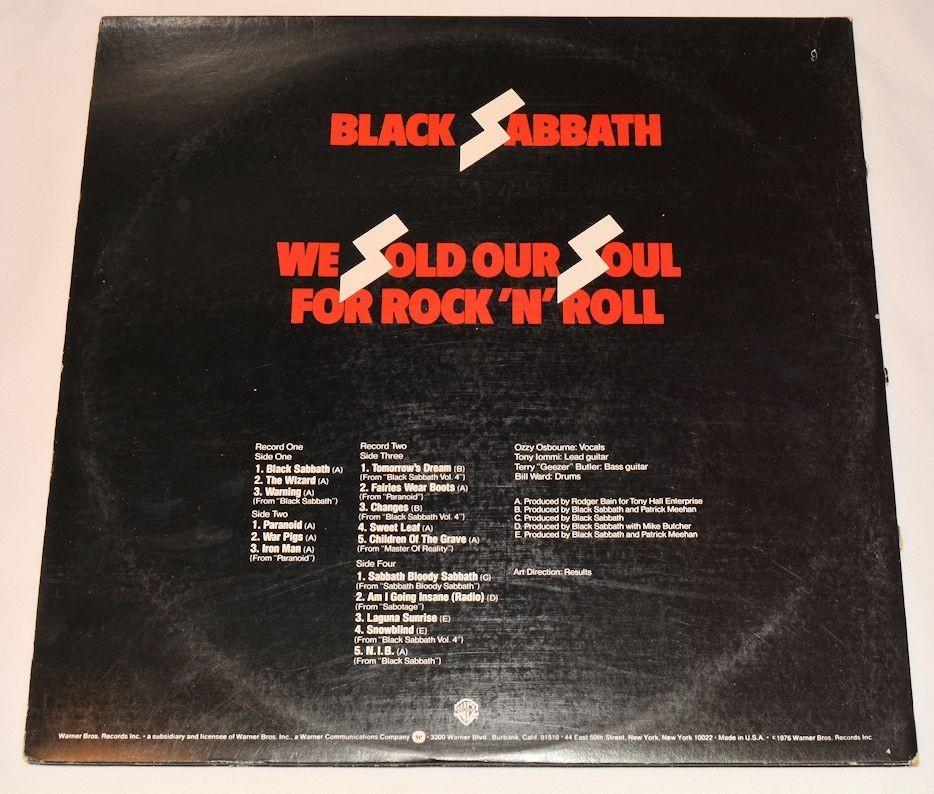 BLACK SABBATH
WE SOLD OUR SOUL
FOR ROCK 'N' ROLL
Record One
Side One
1. Black Sabbath (A)
2. The Wizard (A)
3. Warning (A)
(From "Black Sabbath")
Side Two
1. Paranoid (A)
2. War Pigs (A)
3. Iron Man (A)
(From "Paranoid")
Record Two
Side Three
1. Tomorrow's Dream (B)
(From "Black Sabbath Vol. 4")
2. Fairies Wear Boots (A)
(From "Paranoid")
3. Changes (B)
(From "Black Sabbath Vol. 4")
4. Sweet Leaf (A)
5. Children Of The Grave (A)
(From "Master Of Reality")
Side Four
1. Sabbath Bloody Sabbath (C)
(From "Sabbath Bloody Sabbath")
2. Am I Going Insane (Radio) (D)
(From "Sabotage")
3. Laguna Sunrise (E)
4. Snowblind (E)
(From "Black Sabbath Vol. 4")
5. N.I.B. (A)
(From "Black Sabbath")
Ozzy Osbourne: Vocals
Tony Iommi: Lead guitar
Terry "Geezer" Butler: Bass guitar
Bill Ward: Drums
A. Produced by Rodger Bain for Tony Hall Enterprise
B. Produced by Black Sabbath and Patrick Meehan
C. Produced by Black Sabbath
D. Produced by Black Sabbath with Mike Butcher
E. Produced by Black Sabbath and Patrick Meehan
Art Direction: Results
Warner Bros. Records Inc. · a subsidiary and licensee of Warner Bros. Inc., a Warner Communications Company · 3300 Warner Blvd., Burbank, Calif. 91510 · 44 East 50th Street, New York, New York 10022 · Made in U.S.A. · ©1976 Warner Bros. Records Inc.
4